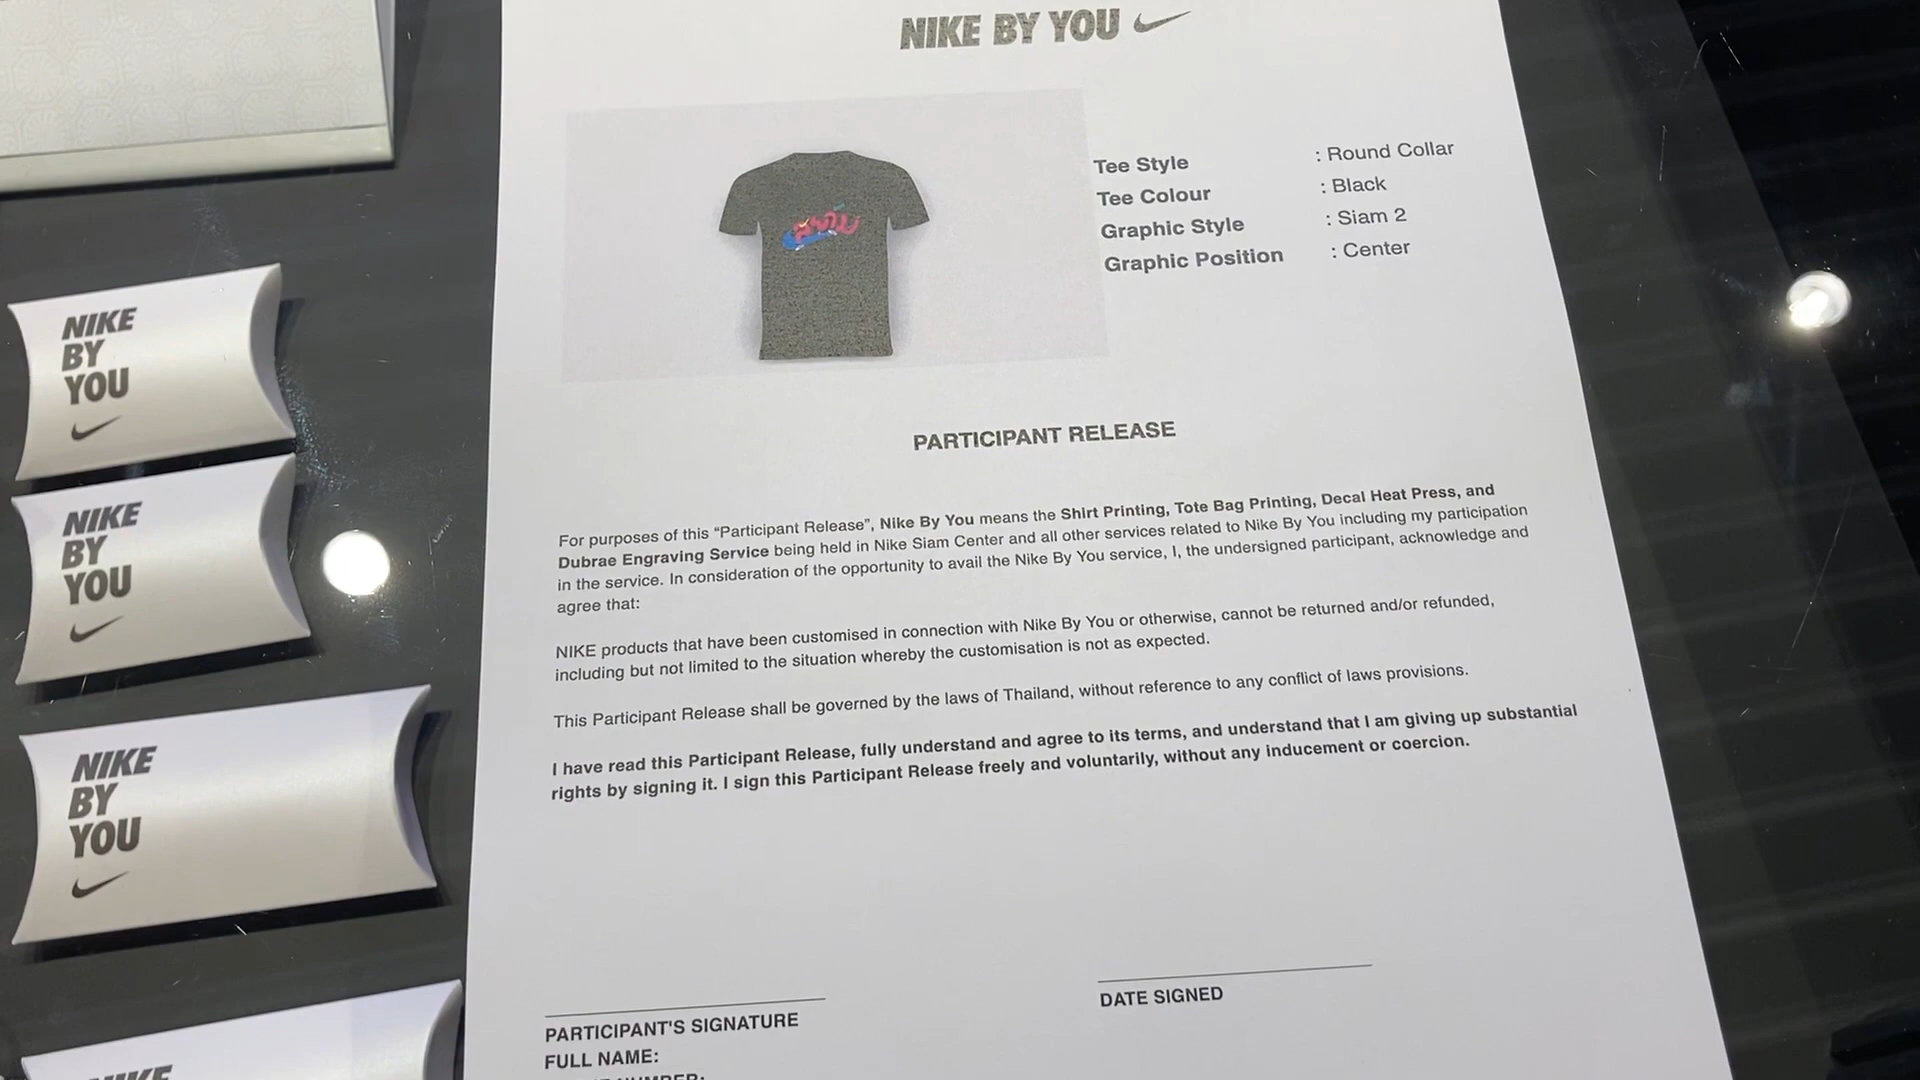 NIKE BY YOU
Tee Style : Round Collar
Tee Colour : Black
Graphic Style : Siam 2
Graphic Position : Center
PARTICIPANT RELEASE
For purposes of this “Participant Release”, Nike By You means the Shirt Printing, Tote Bag Printing, Decal Heat Press, and
Dubrae Engraving Service being held in Nike Siam Center and all other services related to Nike By You including my participation
in the service. In consideration of the opportunity to avail the Nike By You service, I, the undersigned participant, acknowledge and
agree that:
NIKE products that have been customised in connection with Nike By You or otherwise, cannot be returned and/or refunded,
including but not limited to the situation whereby the customisation is not as expected.
This Participant Release shall be governed by the laws of Thailand, without reference to any conflict of laws provisions.
I have read this Participant Release, fully understand and agree to its terms, and understand that I am giving up substantial
rights by signing it. I sign this Participant Release freely and voluntarily, without any inducement or coercion.
PARTICIPANT'S SIGNATURE
FULL NAME:
DATE SIGNED
NIKE
BY
YOU
NIKE
BY
YOU
NIKE
BY
YOU
NIKE